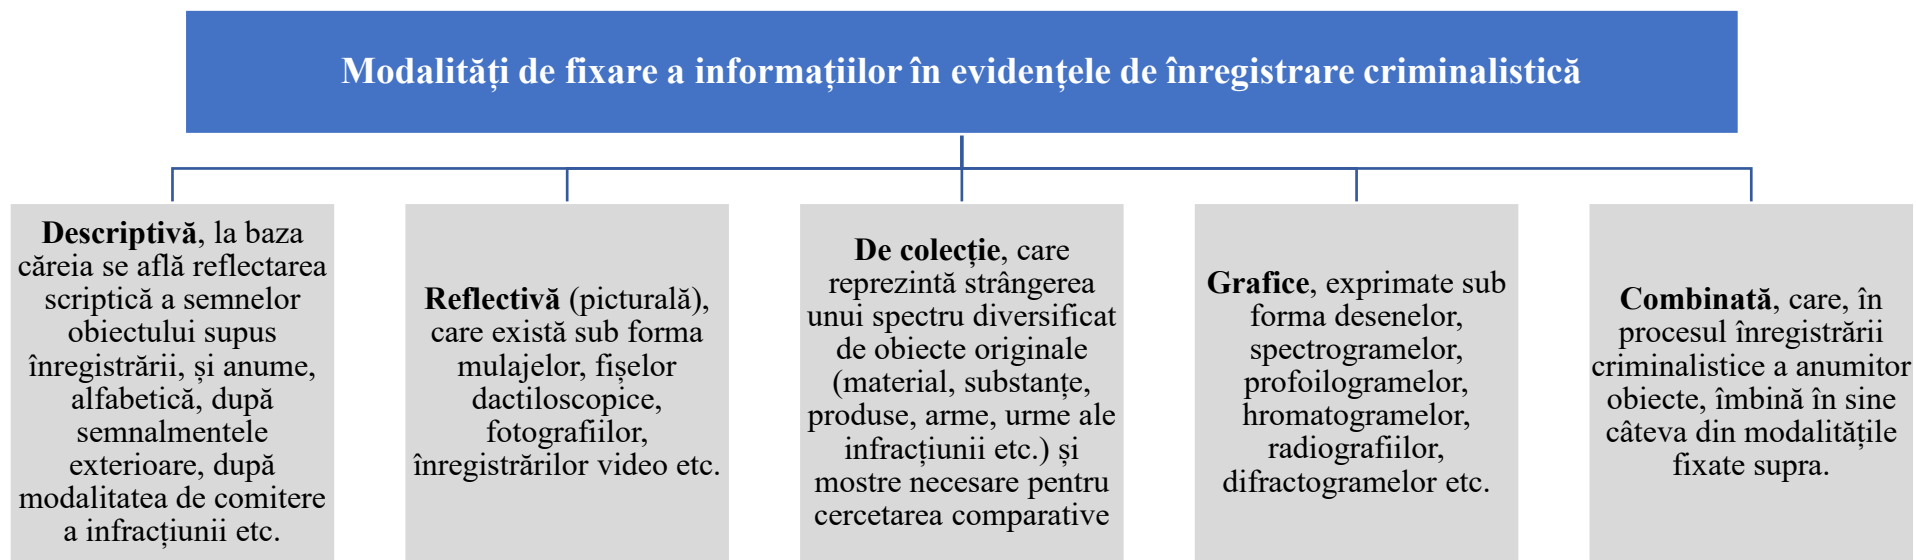 Modalități de fixare a informațiilor în evidențele de înregistrare criminalistică
Descriptivă, la baza
căreia se află reflectarea
scriptică a semnelor
obiectului supus
înregistrării, și anume,
alfabetică, după
semnalmentele
exterioare, după
modalitatea de comitere
a infracțiunii etc.
Reflectivă (picturală),
care există sub forma
mulajelor, fișelor
dactiloscopice,
fotografiilor,
înregistrărilor video etc.
De colecție, care
reprezintă strângerea
unui spectru diversificat
de obiecte originale
(material, substanțe,
produse, arme, urme ale
infracțiunii etc.) și
mostre necesare pentru
cercetarea comparative
Grafice, exprimate sub
forma desenelor,
spectrogramelor,
profoilogramelor,
hromatogramelor,
radiografiilor,
difractogramelor etc.
Combinată, care, în
procesul înregistrării
criminalistice a anumitor
obiecte, îmbină în sine
câteva din modalitățile
fixate supra.